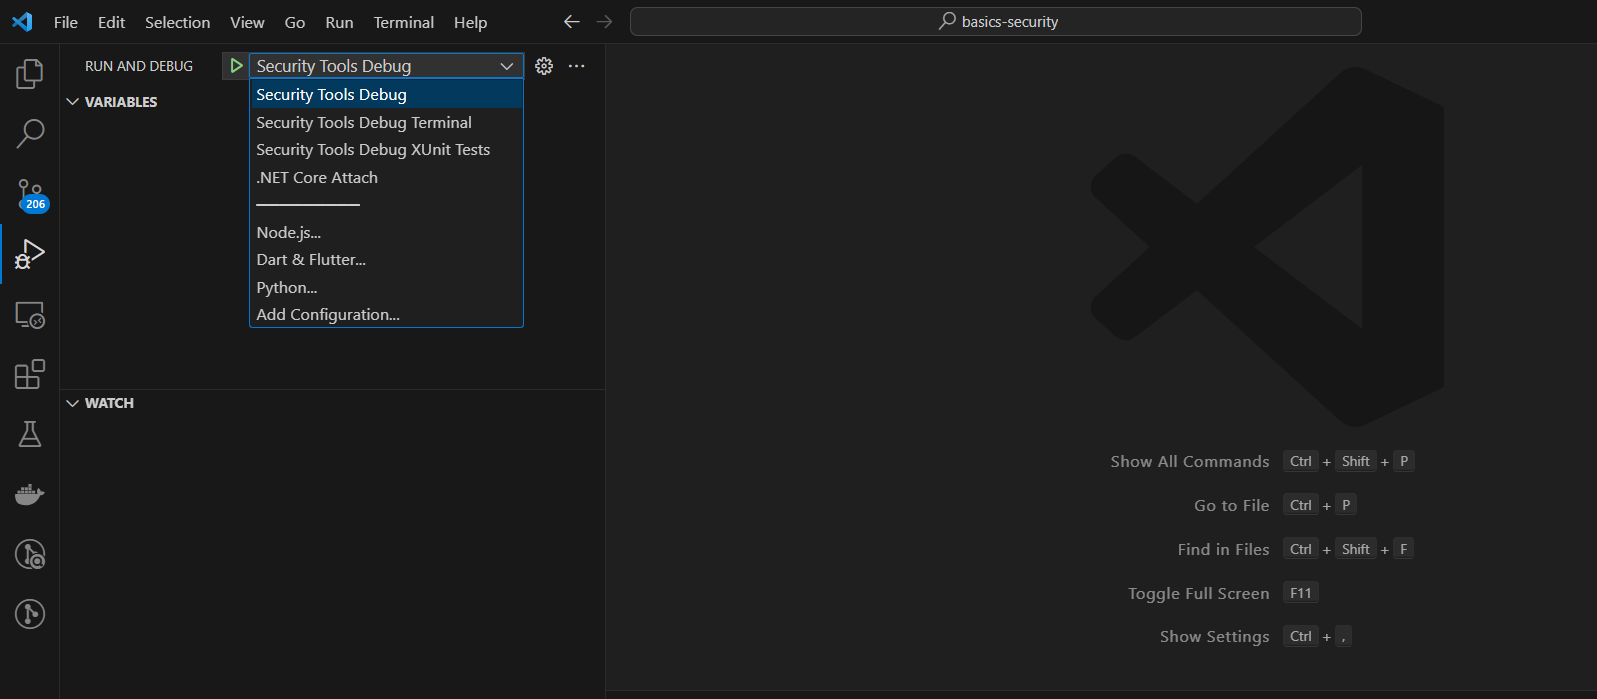 File Edit Selection View Go Run Terminal Help
basics-security
RUN AND DEBUG
Security Tools Debug
Security Tools Debug
Security Tools Debug Terminal
Security Tools Debug XUnit Tests
.NET Core Attach
Node.js...
Dart & Flutter...
Python...
Add Configuration...
VARIABLES
206
WATCH
Show All Commands Ctrl + Shift + P
Go to File Ctrl + P
Find in Files Ctrl + Shift + F
Toggle Full Screen F11
Show Settings Ctrl + ,